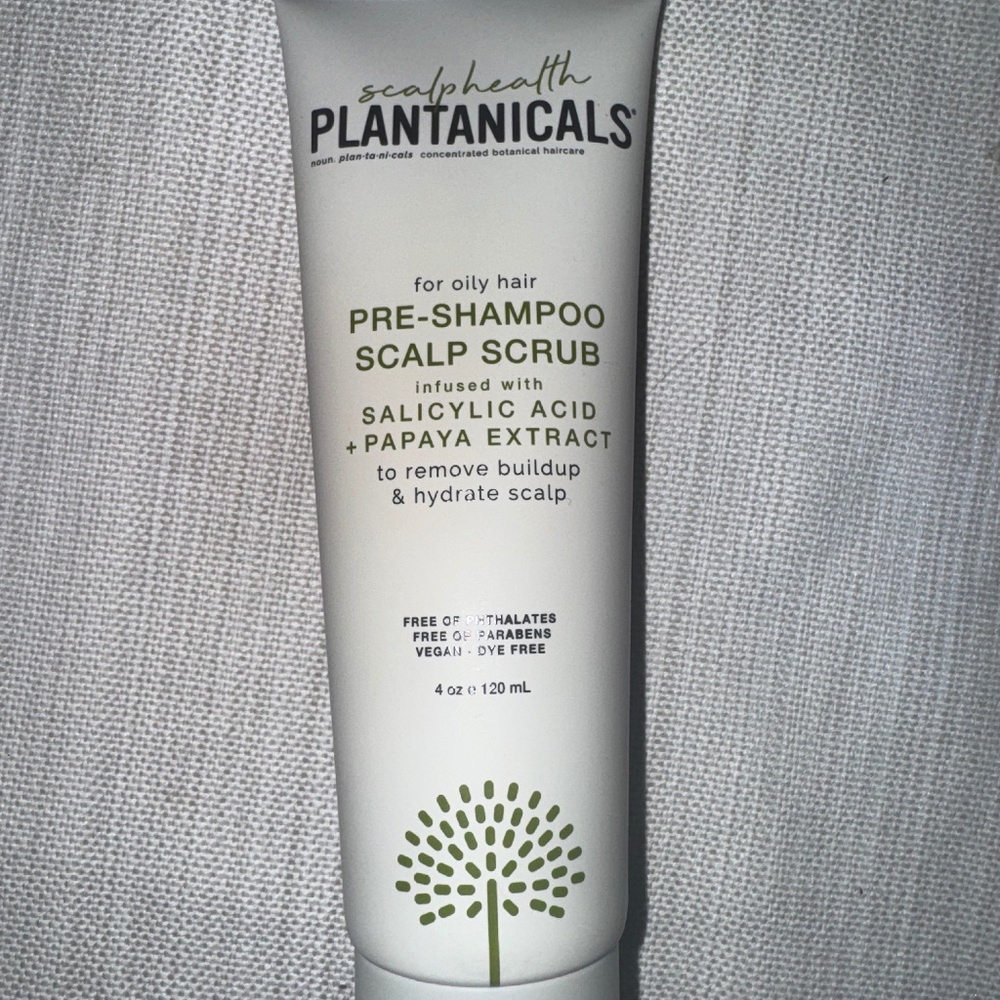 scalphealth
PLANTANICALS®
noun. plan·ta·ni·cals concentrated botanical haircare
for oily hair
PRE-SHAMPOO
SCALP SCRUB
infused with
SALICYLIC ACID
+ PAPAYA EXTRACT
to remove buildup
& hydrate scalp
FREE OF PHTHALATES
FREE OF PARABENS
VEGAN - DYE FREE
4 oz e 120 mL